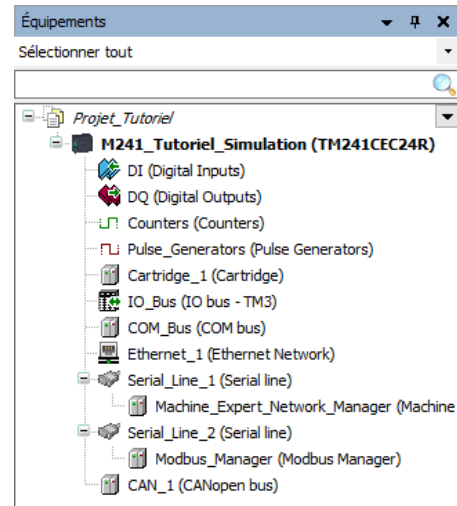 Équipements
Sélectionner tout
Projet_Tutoriel
M241_Tutoriel_Simulation (TM241CEC24R)
DI (Digital Inputs)
DQ (Digital Outputs)
Counters (Counters)
Pulse_Generators (Pulse Generators)
Cartridge_1 (Cartridge)
IO_Bus (IO bus - TM3)
COM_Bus (COM bus)
Ethernet_1 (Ethernet Network)
Serial_Line_1 (Serial line)
Machine_Expert_Network_Manager (Machine
Serial_Line_2 (Serial line)
Modbus_Manager (Modbus Manager)
CAN_1 (CANopen bus)